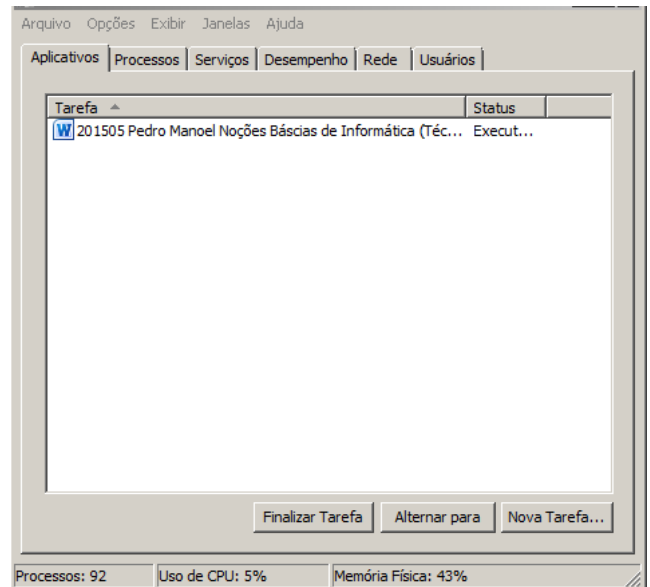 Arquivo Opções Exibir Janelas Ajuda
Aplicativos Processos Serviços Desempenho Rede Usuários
Tarefa Status
201505 Pedro Manoel Noções Báscias de Informática (Téc... Execut...
Finalizar Tarefa Alternar para Nova Tarefa...
Processos: 92 Uso de CPU: 5% Memória Física: 43%